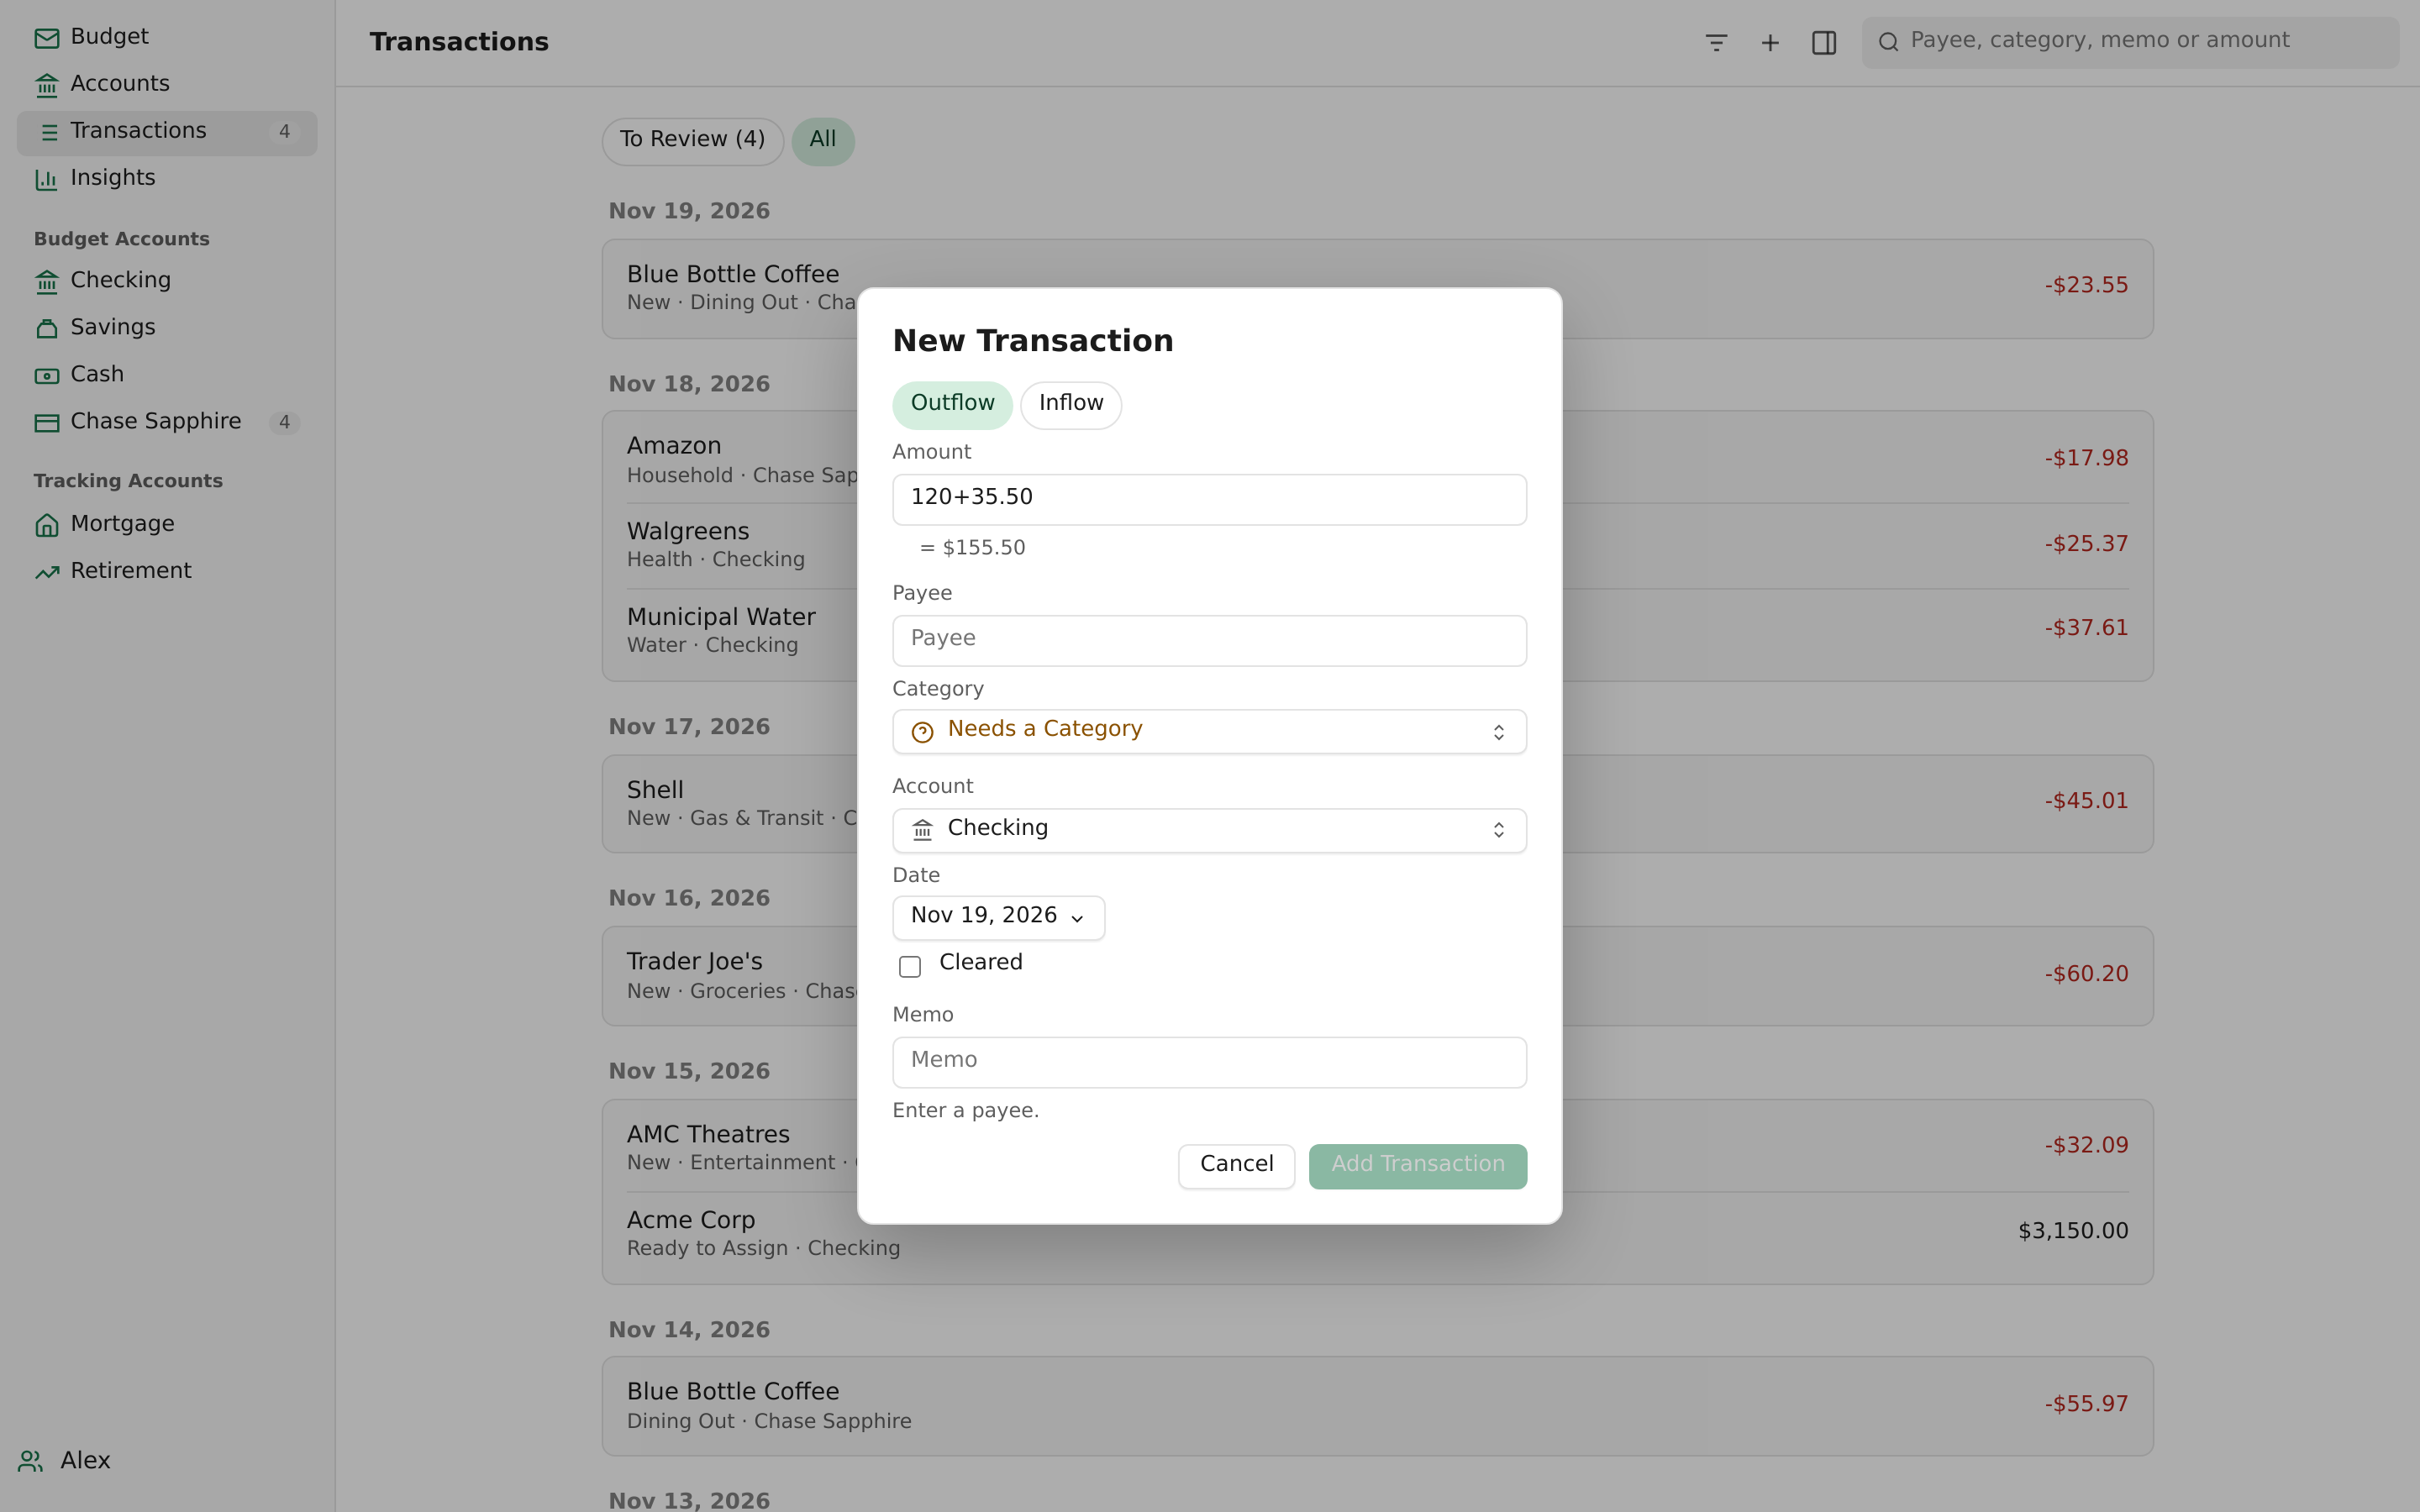 Budget
Accounts
Transactions 4
Insights
Budget Accounts
Checking
Savings
Cash
Chase Sapphire 4
Tracking Accounts
Mortgage
Retirement
Alex
Transactions
Payee, category, memo or amount
To Review (4) All
Nov 19, 2026
Blue Bottle Coffee
New · Dining Out · Cha
-$23.55
Nov 18, 2026
Amazon
Household · Chase Sap
-$17.98
Walgreens
Health · Checking
-$25.37
Municipal Water
Water · Checking
-$37.61
Nov 17, 2026
Shell
New · Gas & Transit · C
-$45.01
Nov 16, 2026
Trader Joe's
New · Groceries · Chas
-$60.20
Nov 15, 2026
AMC Theatres
New · Entertainment ·
-$32.09
Acme Corp
Ready to Assign · Checking
$3,150.00
Nov 14, 2026
Blue Bottle Coffee
Dining Out · Chase Sapphire
-$55.97
Nov 13, 2026
New Transaction
Outflow Inflow
Amount
120+35.50
= $155.50
Payee
Payee
Category
Needs a Category
Account
Checking
Date
Nov 19, 2026
Cleared
Memo
Memo
Enter a payee.
Cancel Add Transaction